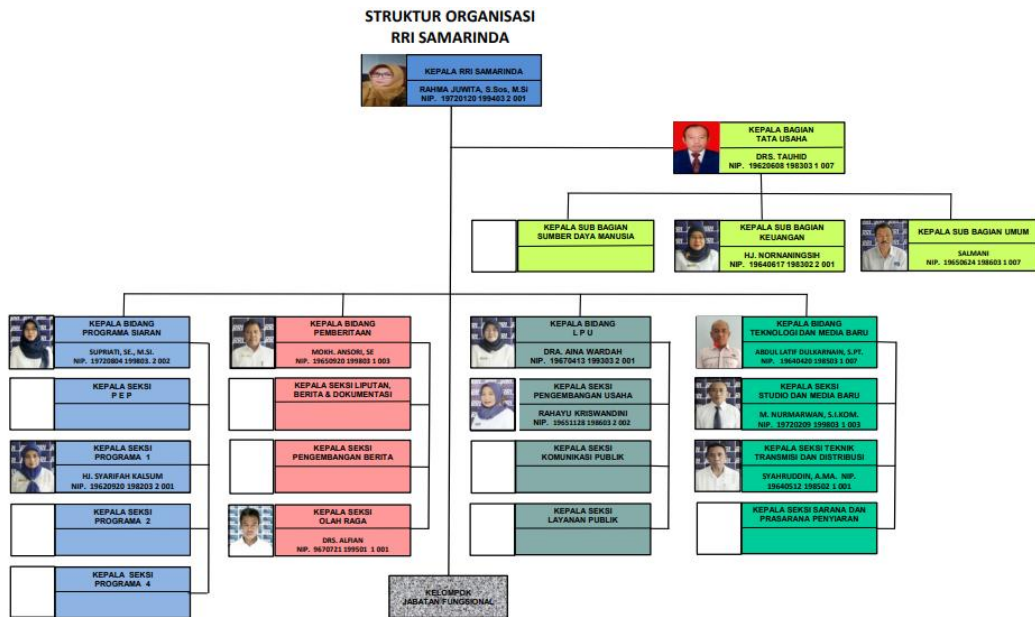 STRUKTUR ORGANISASI
RRI SAMARINDA
KEPALA RRI SAMARINDA
RAHMA JUWITA, S.Sos, M.Si
NIP. 19720120 199403 2 001
KEPALA BAGIAN
TATA USAHA
DRS. TAUHID
NIP. 19620608 198303 1 007
KEPALA SUB BAGIAN
SUMBER DAYA MANUSIA
KEPALA SUB BAGIAN
KEUANGAN
HJ. NORNANINGSIH
NIP. 19640617 198302 2 001
KEPALA SUB BAGIAN UMUM
SALMANI
NIP. 19650624 198603 1 007
KEPALA BIDANG
PROGRAMA SIARAN
SUPRIATI, SE., M.SI.
NIP. 19720804 199803. 2 002
KEPALA SEKSI
P E P
KEPALA SEKSI
PROGRAMA 1
HJ. SYARIFAH KALSUM
NIP. 19620920 198203 2 001
KEPALA SEKSI
PROGRAMA 2
KEPALA SEKSI
PROGRAMA 4
KEPALA BIDANG
PEMBERITAAN
MOKH. ANSORI, SE
NIP. 19650920 199803 1 003
KEPALA SEKSI LIPUTAN,
BERITA & DOKUMENTASI
KEPALA SEKSI
PENGEMBANGAN BERITA
KEPALA SEKSI
OLAH RAGA
DRS. ALFIAN
NIP. 9670721 199501 1 001
KEPALA BIDANG
L P U
DRA. AINA WARDAH
NIP. 19670413 199303 2 001
KEPALA SEKSI
PENGEMBANGAN USAHA
RAHAYU KRISWANDINI
NIP. 19651128 198603 2 002
KEPALA SEKSI
KOMUNIKASI PUBLIK
KEPALA SEKSI
LAYANAN PUBLIK
KEPALA BIDANG
TEKNOLOGI DAN MEDIA BARU
ABDUL LATIF DULKARNAIN, S.PT.
NIP. 19640420 198503 1 007
KEPALA SEKSI
STUDIO DAN MEDIA BARU
M. NURMARWAN, S.I.KOM.
NIP. 19720209 199803 1 003
KEPALA SEKSI TEKNIK
TRANSMISI DAN DISTRIBUSI
SYAHRUDDIN, A.MA. NIP.
19640512 198502 1 001
KEPALA SEKSI SARANA DAN
PRASARANA PENYIARAN
KELOMPOK
JABATAN FUNGSIONAL